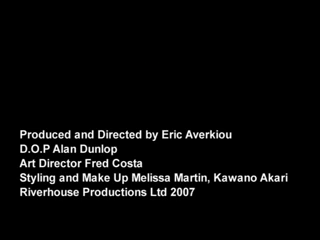 Produced and Directed by Eric Averkiou
D.O.P Alan Dunlop
Art Director Fred Costa
Styling and Make Up Melissa Martin, Kawano Akari
Riverhouse Productions Ltd 2007